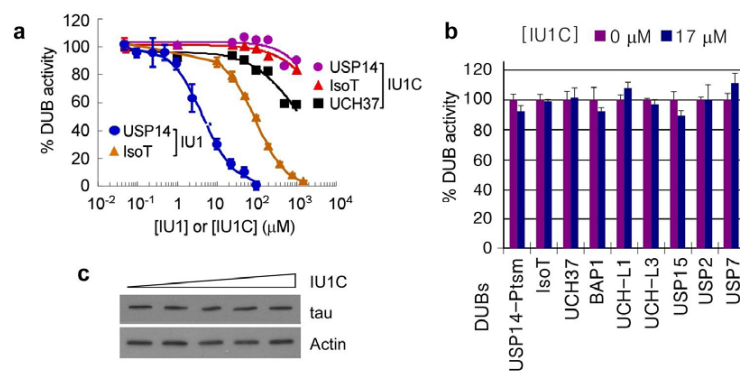 a
% DUB activity
120
100
80
60
40
20
0
USP14
IsoT
UCH37
IU1C
USP14
IsoT
IU1
10⁻² 10⁻¹ 1 10 10² 10³ 10⁴
[IU1] or [IU1C] (μM)
b
[IU1C] 0 μM 17 μM
% DUB activity
120
100
80
60
40
20
0
DUBs
USP14-Ptsm
IsoT
UCH37
BAP1
UCH-L1
UCH-L3
USP15
USP2
USP7
c
IU1C
tau
Actin